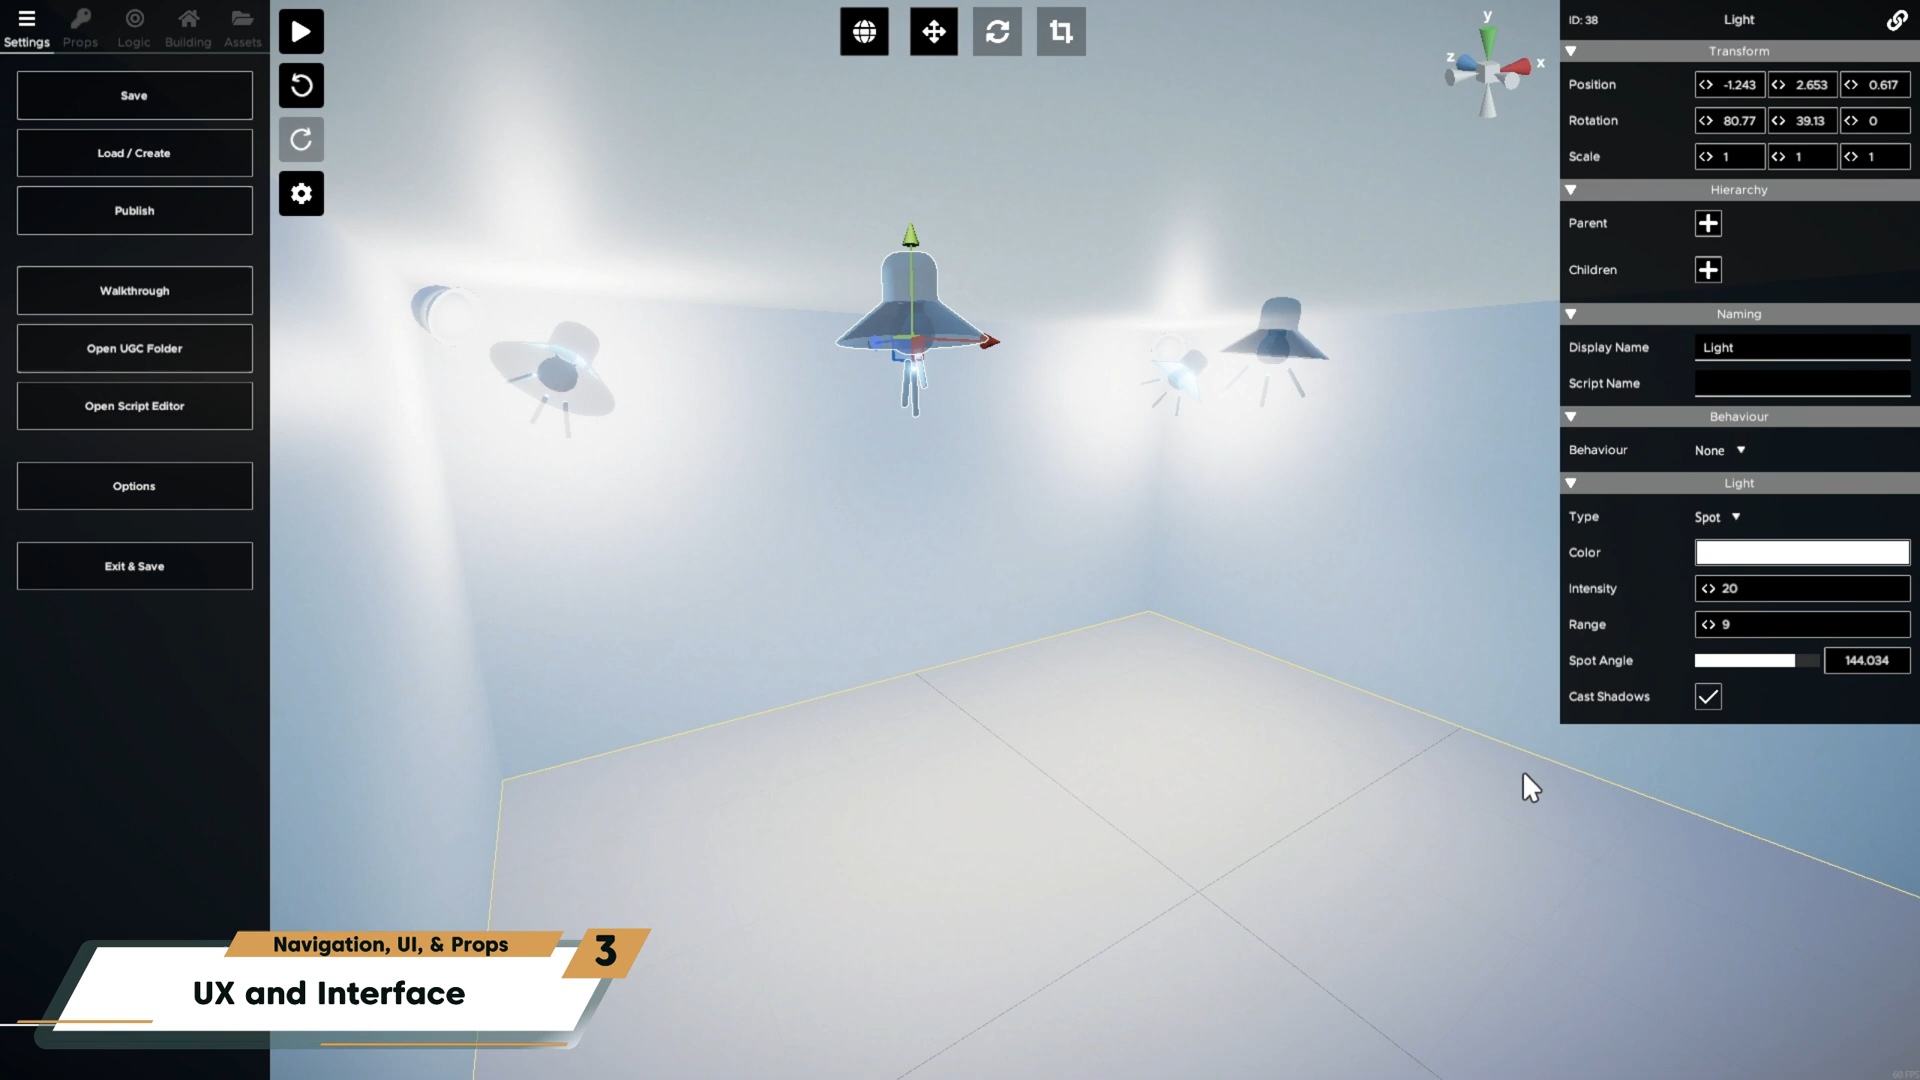 Settings Props Logic Building Assets
Save
Load / Create
Publish
Walkthrough
Open UGC Folder
Open Script Editor
Options
Exit & Save
y
z
x
ID: 38 Light
Transform
Position <> -1.243 <> 2.653 <> 0.617
Rotation <> 80.77 <> 39.13 <> 0
Scale <> 1 <> 1 <> 1
Hierarchy
Parent
Children
Naming
Display Name Light
Script Name
Behaviour
Behaviour None
Light
Type Spot
Color
Intensity <> 20
Range <> 9
Spot Angle 144.034
Cast Shadows
Navigation, UI, & Props 3
UX and Interface
60 FPS